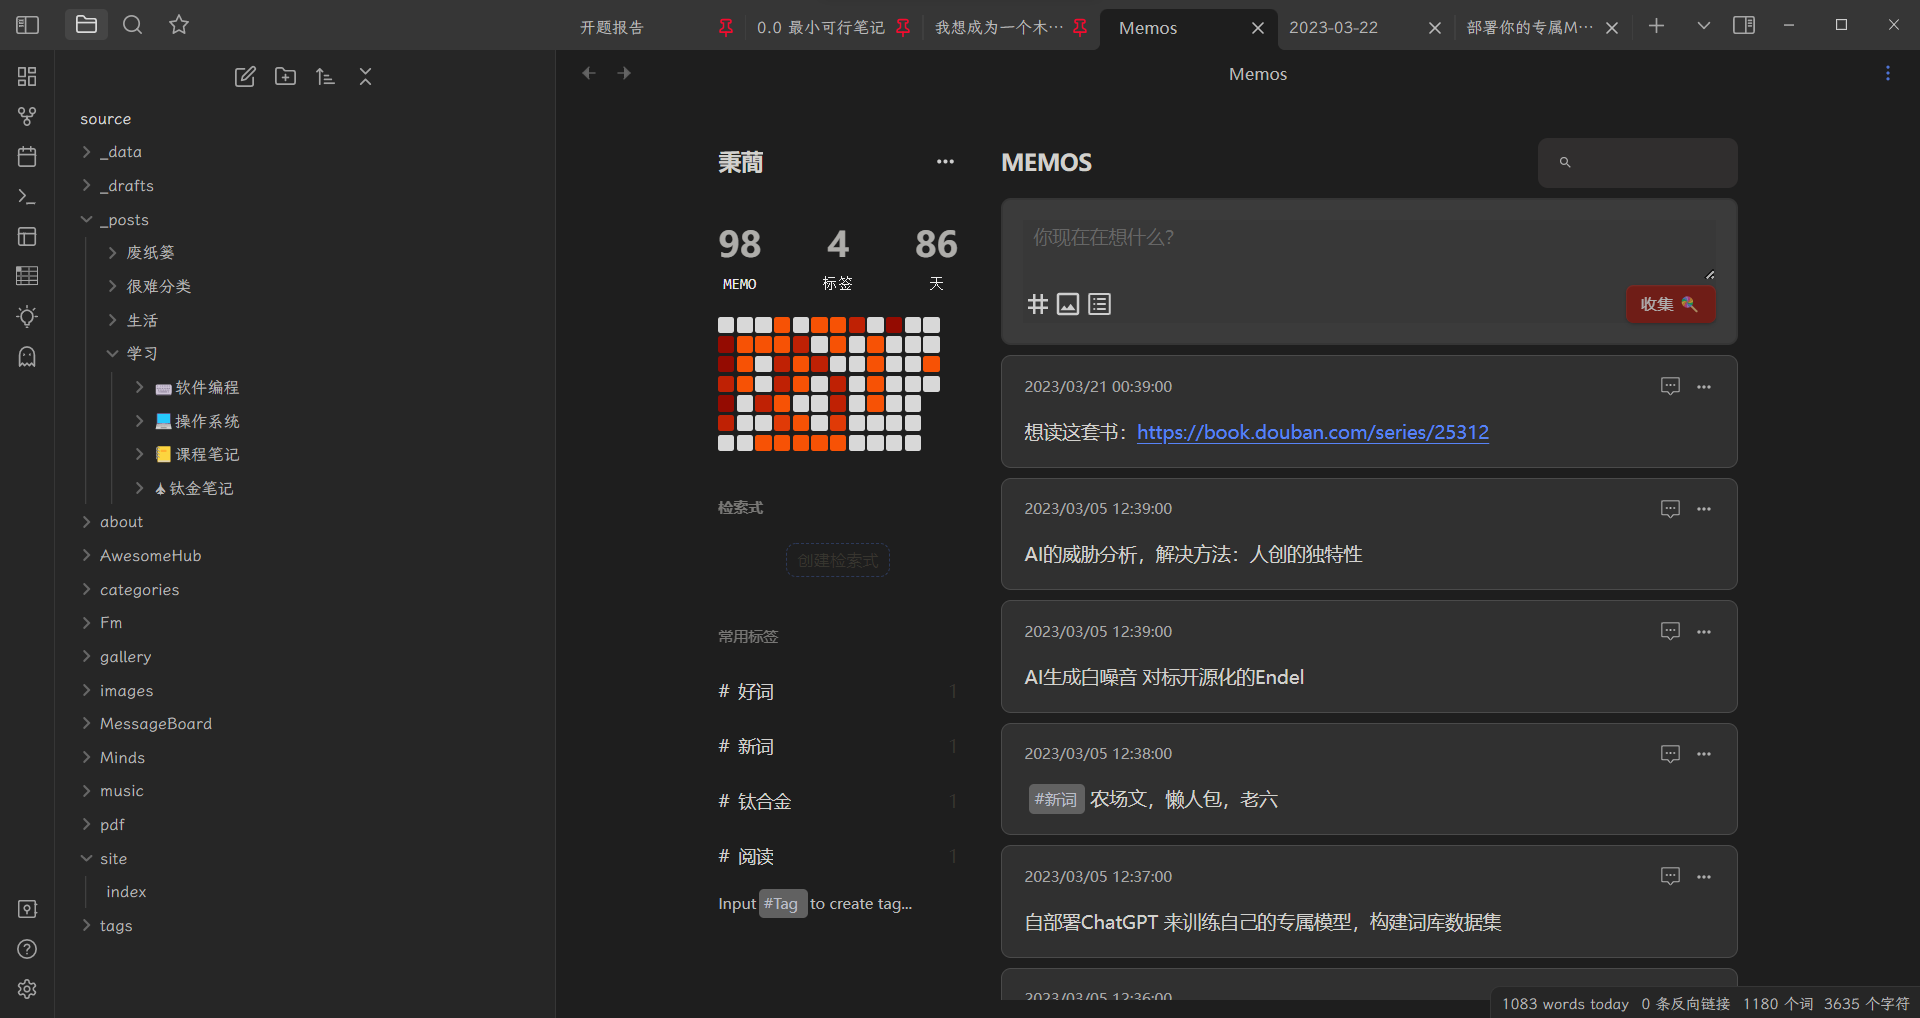 开题报告
0.0 最小可行笔记
我想成为一个木…
Memos
2023-03-22
部署你的专属M…
Memos
source
_data
_drafts
_posts
废纸篓
很难分类
生活
学习
软件编程
操作系统
课程笔记
钛金笔记
about
AwesomeHub
categories
Fm
gallery
images
MessageBoard
Minds
music
pdf
site
index
tags
秉蕳
98 4 86
MEMO 标签 天
检索式
创建检索式
常用标签
# 好词 1
# 新词 1
# 钛合金 1
# 阅读 1
Input #Tag to create tag...
MEMOS
你现在在想什么？
收集
2023/03/21 00:39:00
想读这套书：https://book.douban.com/series/25312
2023/03/05 12:39:00
AI的威胁分析，解决方法：人创的独特性
2023/03/05 12:39:00
AI生成白噪音 对标开源化的Endel
2023/03/05 12:38:00
#新词 农场文，懒人包，老六
2023/03/05 12:37:00
自部署ChatGPT 来训练自己的专属模型，构建词库数据集
2023/03/05 12:36:00
1083 words today 0 条反向链接 1180 个词 3635 个字符